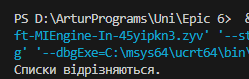 PS D:\ArturPrograms\Uni\Epic 6> &
ft-MIEngine-In-45yipkn3.zyv' '--st
g' '--dbgExe=C:\msys64\ucrt64\bin\
Списки відрізняються.